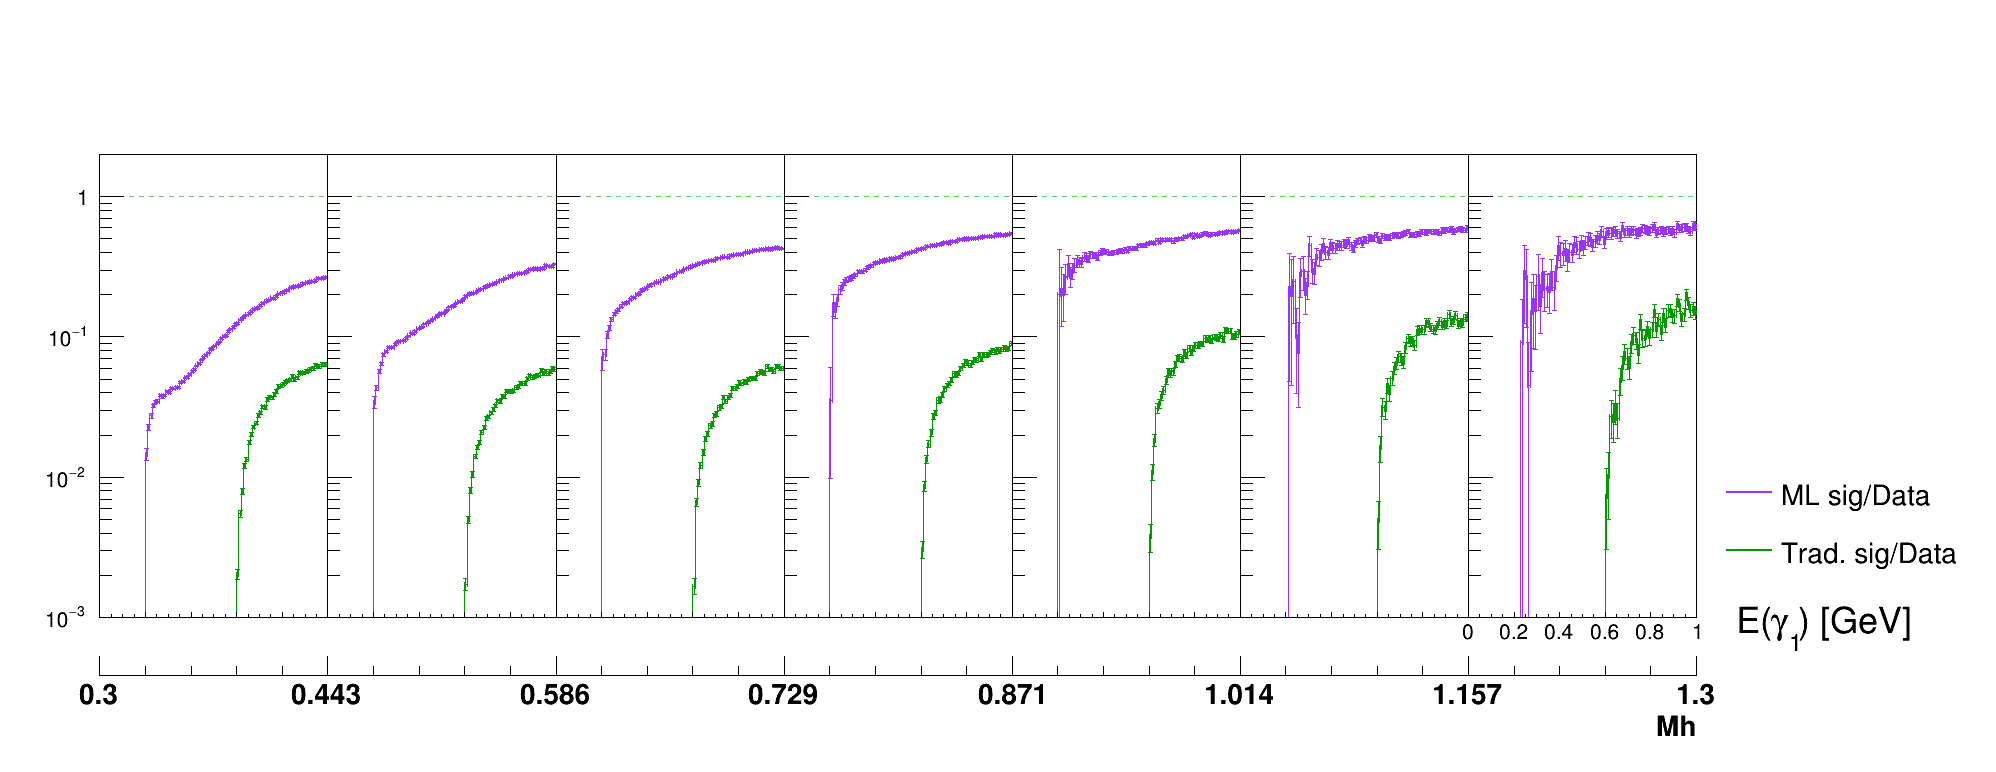 1
10⁻¹
10⁻²
10⁻³
ML sig/Data
Trad. sig/Data
0 0.2 0.4 0.6 0.8 1
E(γ₁) [GeV]
0.3 0.443 0.586 0.729 0.871 1.014 1.157 1.3
Mh